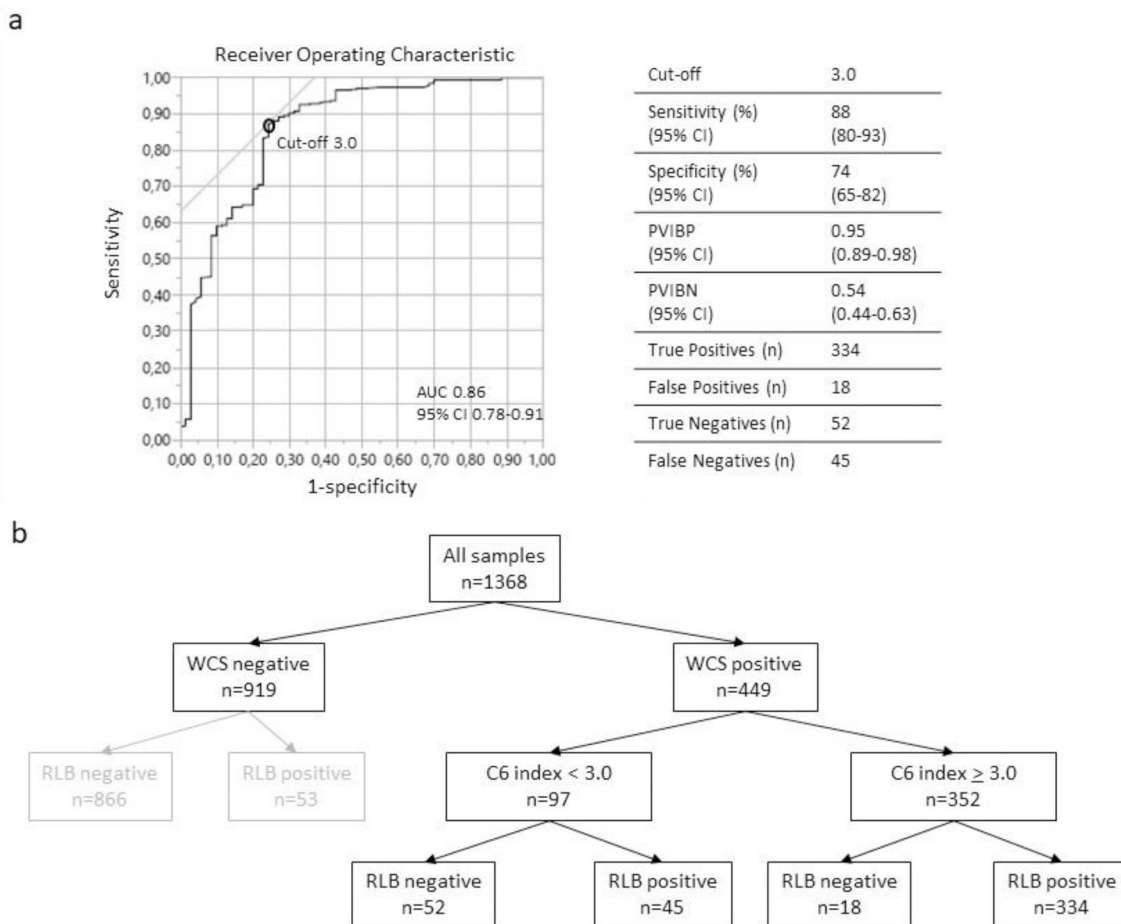 a
Receiver Operating Characteristic
1,00
0,90
0,80
0,70
0,60
0,50
0,40
0,30
0,20
0,10
0,00
Sensitivity
Cut-off 3.0
AUC 0.86
95% CI 0.78-0.91
0,00 0,10 0,20 0,30 0,40 0,50 0,60 0,70 0,80 0,90 1,00
1-specificity
Cut-off 3.0
Sensitivity (%) 88
(95% CI) (80-93)
Specificity (%) 74
(95% CI) (65-82)
PVIBP 0.95
(95% CI) (0.89-0.98)
PVIBN 0.54
(95% CI) (0.44-0.63)
True Positives (n) 334
False Positives (n) 18
True Negatives (n) 52
False Negatives (n) 45
b
All samples
n=1368
WCS negative
n=919
WCS positive
n=449
RLB negative
n=866
RLB positive
n=53
C6 index < 3.0
n=97
C6 index ≥ 3.0
n=352
RLB negative
n=52
RLB positive
n=45
RLB negative
n=18
RLB positive
n=334